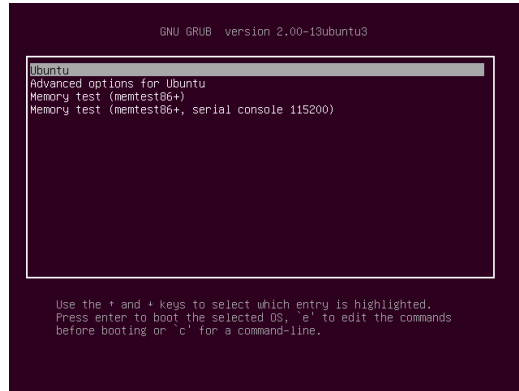 GNU GRUB version 2.00-13ubuntu3
Ubuntu
Advanced options for Ubuntu
Memory test (memtest86+)
Memory test (memtest86+, serial console 115200)
Use the ↑ and ↓ keys to select which entry is highlighted.
Press enter to boot the selected OS, `e' to edit the commands
before booting or `c' for a command-line.